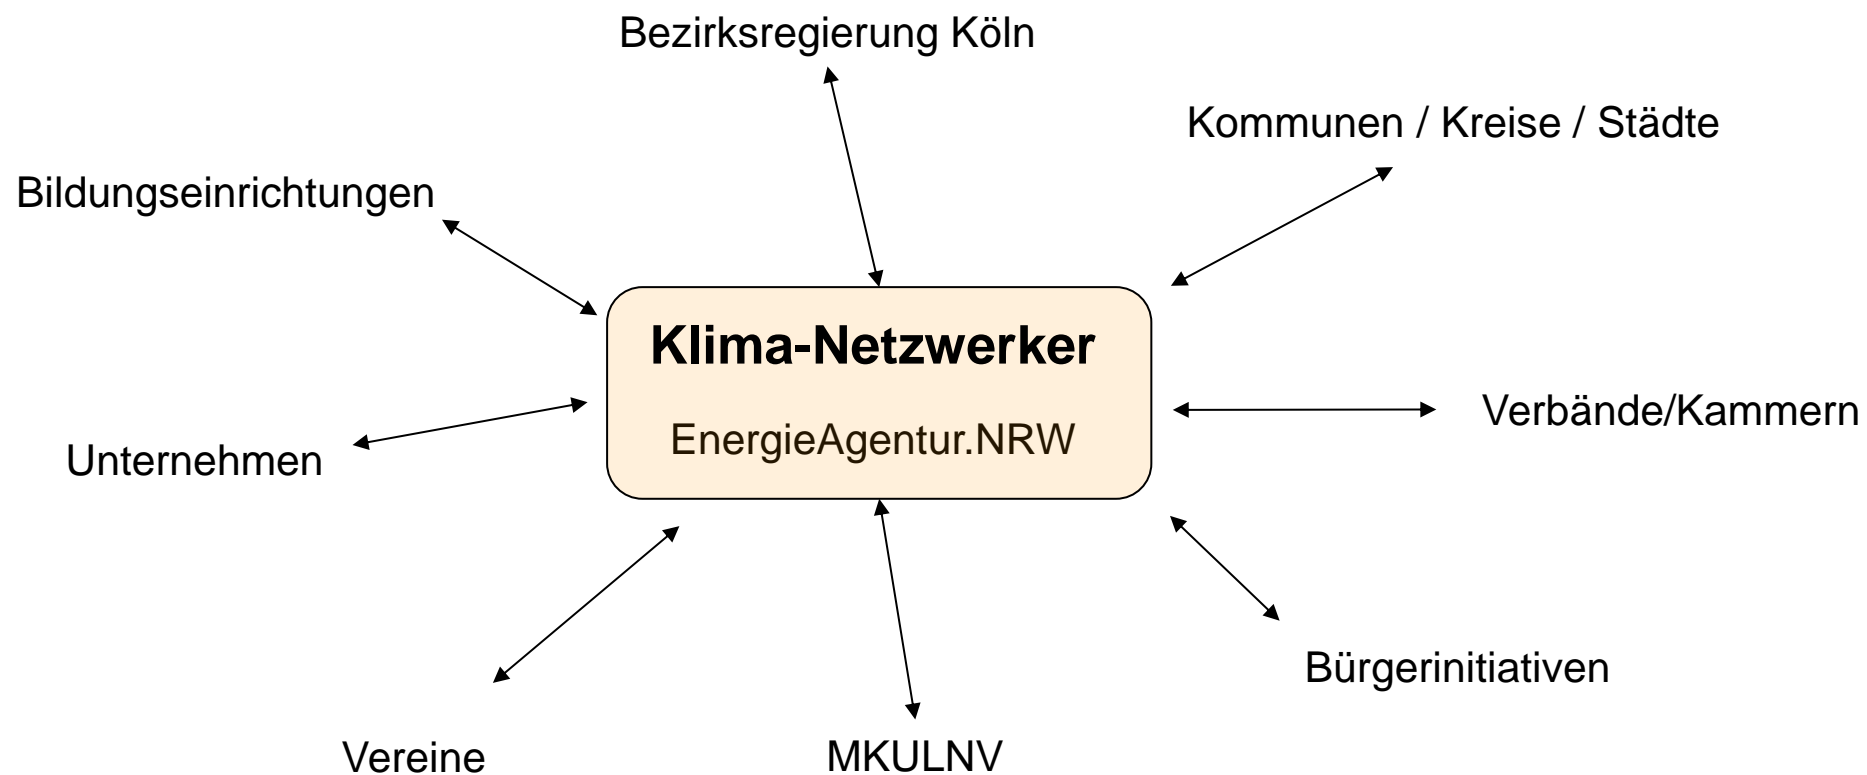 Bezirksregierung Köln
Kommunen / Kreise / Städte
Bildungseinrichtungen
Klima-Netzwerker
EnergieAgentur.NRW
Verbände/Kammern
Unternehmen
Bürgerinitiativen
Vereine
MKULNV